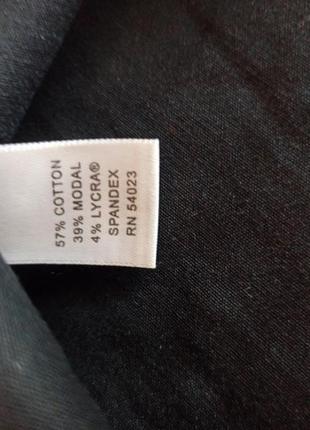 57% COTTON
39% MODAL
4% LYCRA®
SPANDEX
RN 54023